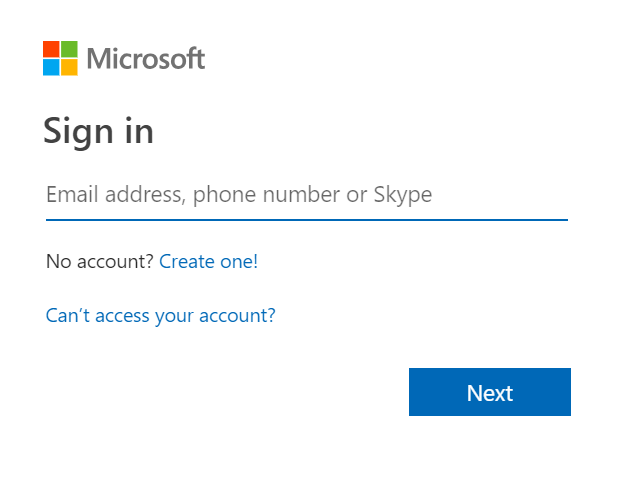 Microsoft
Sign in
Email address, phone number or Skype
No account? Create one!
Can’t access your account?
Next